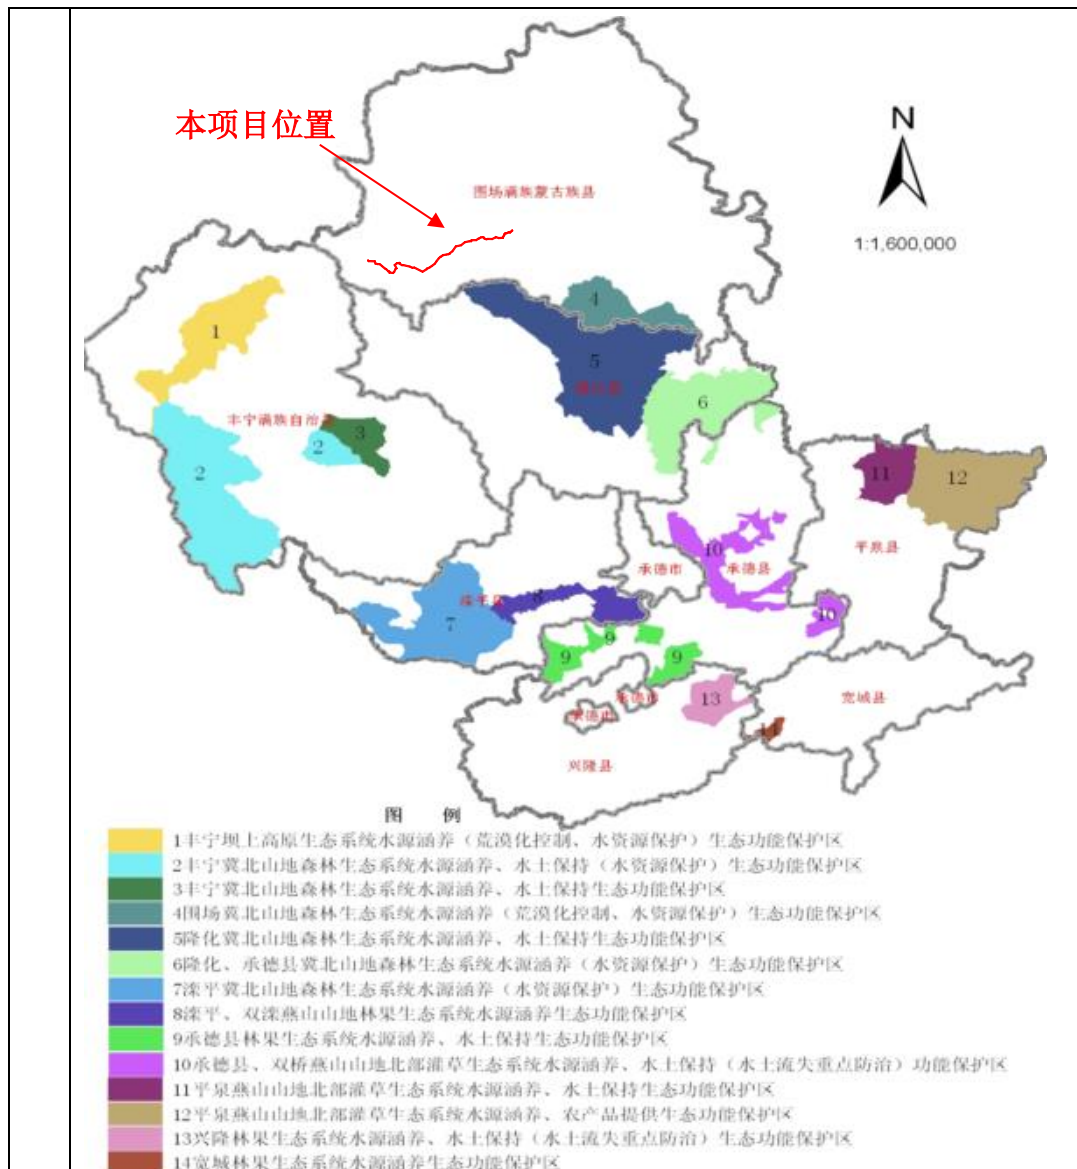 本项目位置
N
围场满族蒙古族县
1:1,600,000
4
1
5
6
丰宁满族自治县
3
2
2
11
12
10
平泉县
承德市
承德县
滦平县
8
10
7
9
9
9
承德市
13
宽城县
承德市
兴隆县
图 例
1丰宁坝上高原生态系统水源涵养（荒漠化控制、水资源保护）生态功能保护区
2丰宁冀北山地森林生态系统水源涵养、水土保持（水资源保护）生态功能保护区
3丰宁冀北山地森林生态系统水源涵养、水土保持生态功能保护区
4围场冀北山地森林生态系统水源涵养（荒漠化控制、水资源保护）生态功能保护区
5隆化冀北山地森林生态系统水源涵养、水土保持生态功能保护区
6隆化、承德县冀北山地森林生态系统水源涵养（水资源保护）生态功能保护区
7滦平冀北山地森林生态系统水源涵养（水资源保护）生态功能保护区
8滦平、双滦燕山山地林果生态系统水源涵养生态功能保护区
9承德县林果生态系统水源涵养、水土保持生态功能保护区
10承德县、双桥燕山山地北部灌草生态系统水源涵养、水土保持（水土流失重点防治）功能保护区
11平泉燕山山地北部灌草生态系统水源涵养、水土保持生态功能保护区
12平泉燕山山地北部灌草生态系统水源涵养、农产品提供生态功能保护区
13兴隆林果生态系统水源涵养、水土保持（水土流失重点防治）生态功能保护区
14宽城林果生态系统水源涵养生态功能保护区